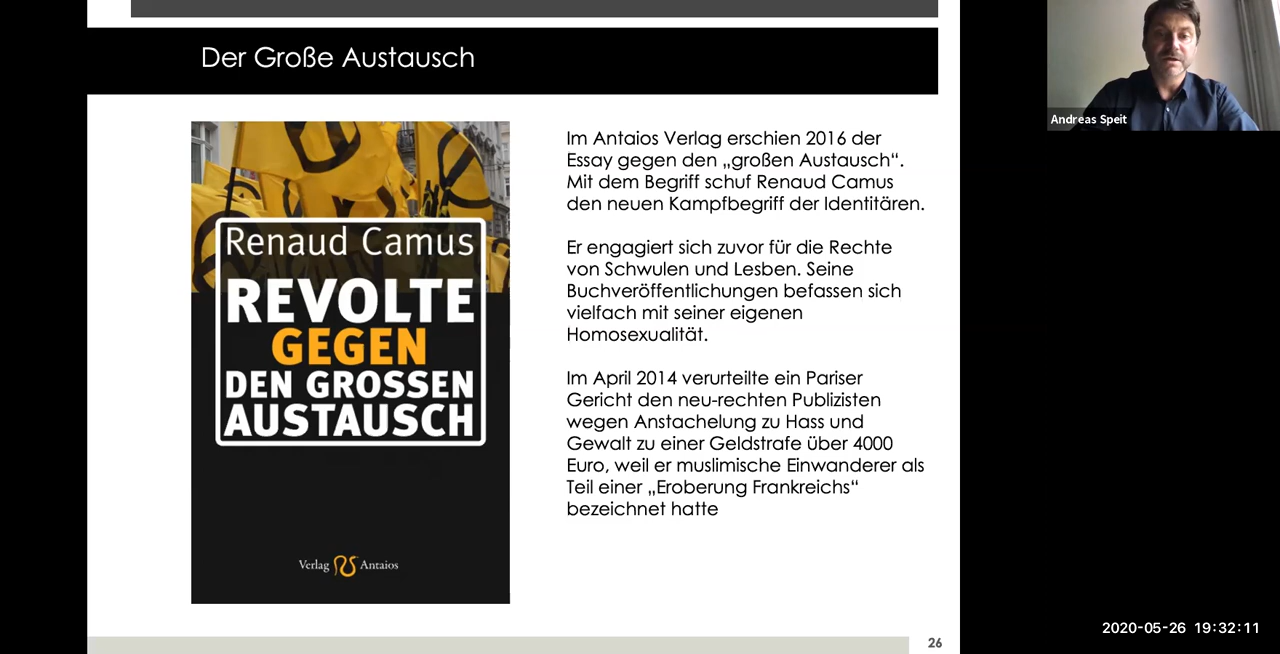 Der Große Austausch
Renaud Camus
REVOLTE
GEGEN
DEN GROSSEN
AUSTAUSCH
Verlag Antaios
Im Antaios Verlag erschien 2016 der
Essay gegen den „großen Austausch“.
Mit dem Begriff schuf Renaud Camus
den neuen Kampfbegriff der Identitären.
Er engagiert sich zuvor für die Rechte
von Schwulen und Lesben. Seine
Buchveröffentlichungen befassen sich
vielfach mit seiner eigenen
Homosexualität.
Im April 2014 verurteilte ein Pariser
Gericht den neu-rechten Publizisten
wegen Anstachelung zu Hass und
Gewalt zu einer Geldstrafe über 4000
Euro, weil er muslimische Einwanderer als
Teil einer „Eroberung Frankreichs“
bezeichnet hatte
26
Andreas Speit
2020-05-26 19:32:11